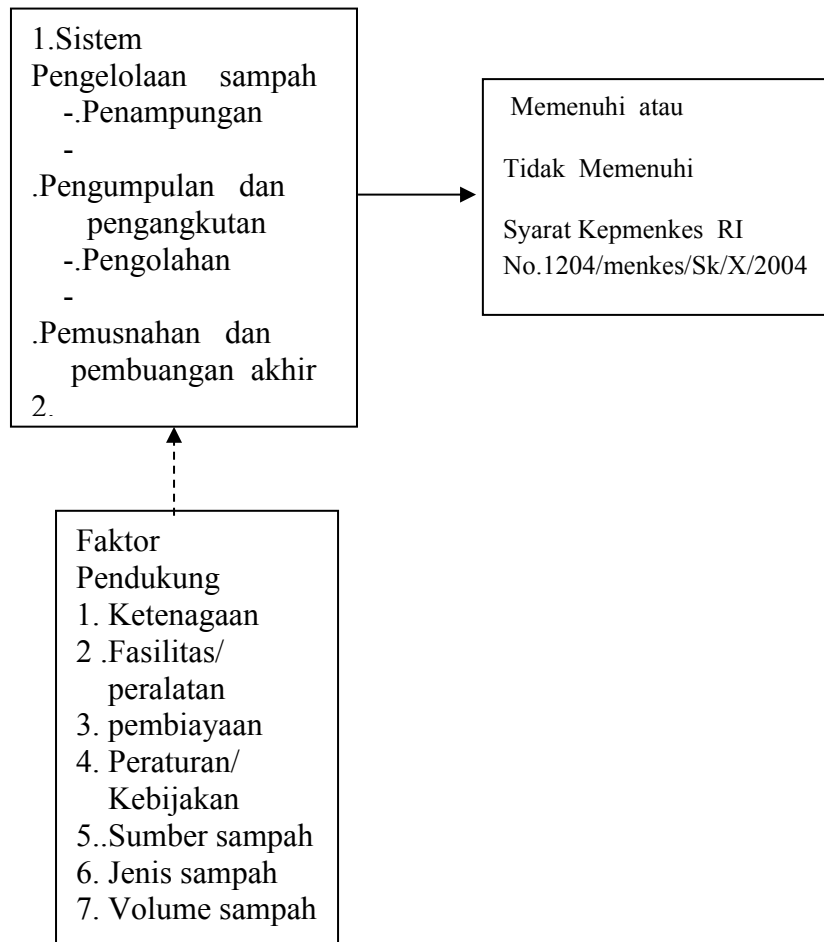 1.Sistem
Pengelolaan sampah
-.Penampungan
-
.Pengumpulan dan
pengangkutan
-.Pengolahan
-
.Pemusnahan dan
pembuangan akhir
2.
Memenuhi atau
Tidak Memenuhi
Syarat Kepmenkes RI
No.1204/menkes/Sk/X/2004
Faktor
Pendukung
1. Ketenagaan
2 .Fasilitas/
peralatan
3. pembiayaan
4. Peraturan/
Kebijakan
5..Sumber sampah
6. Jenis sampah
7. Volume sampah